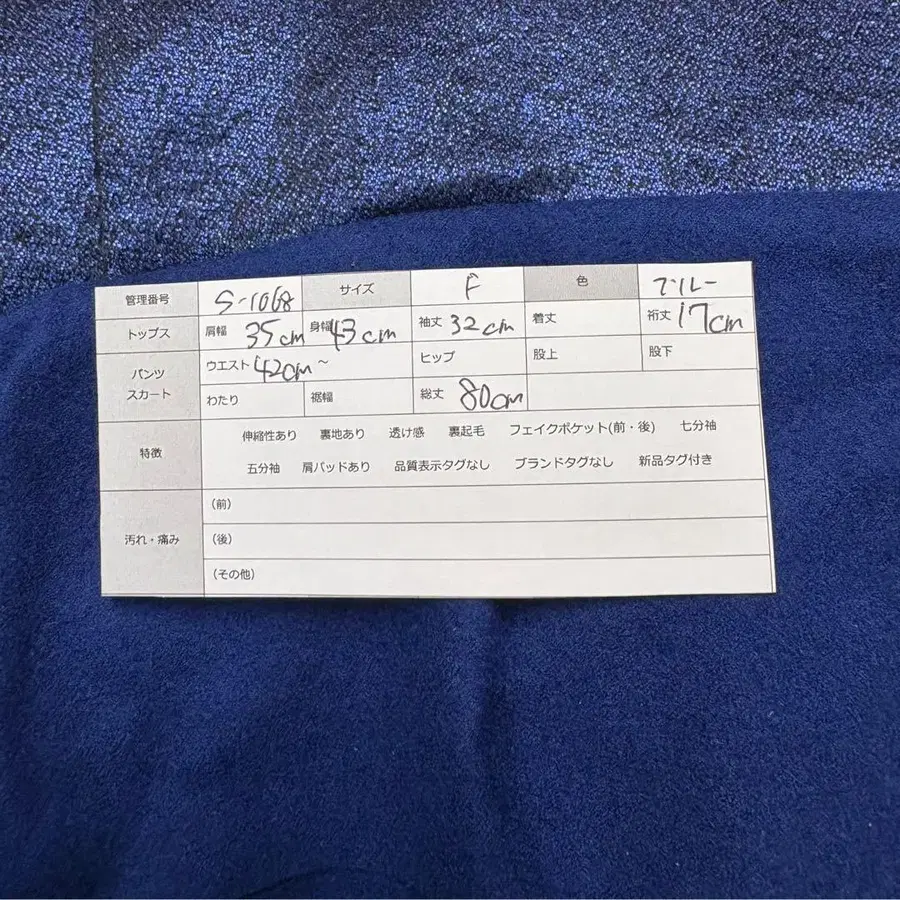 管理番号 S-1068 サイズ F 色 ブルー
トップス 肩幅 35cm 身幅 43cm 袖丈 32cm 着丈 裄丈 17cm
パンツ スカート ウエスト 42cm ~ ヒップ 股上 股下
わたり 裾幅 総丈 80cm
特徴 伸縮性あり 裏地あり 透け感 裏起毛 フェイクポケット(前・後) 七分袖
五分袖 肩パッドあり 品質表示タグなし ブランドタグなし 新品タグ付き
汚れ・痛み (前)
(後)
(その他)